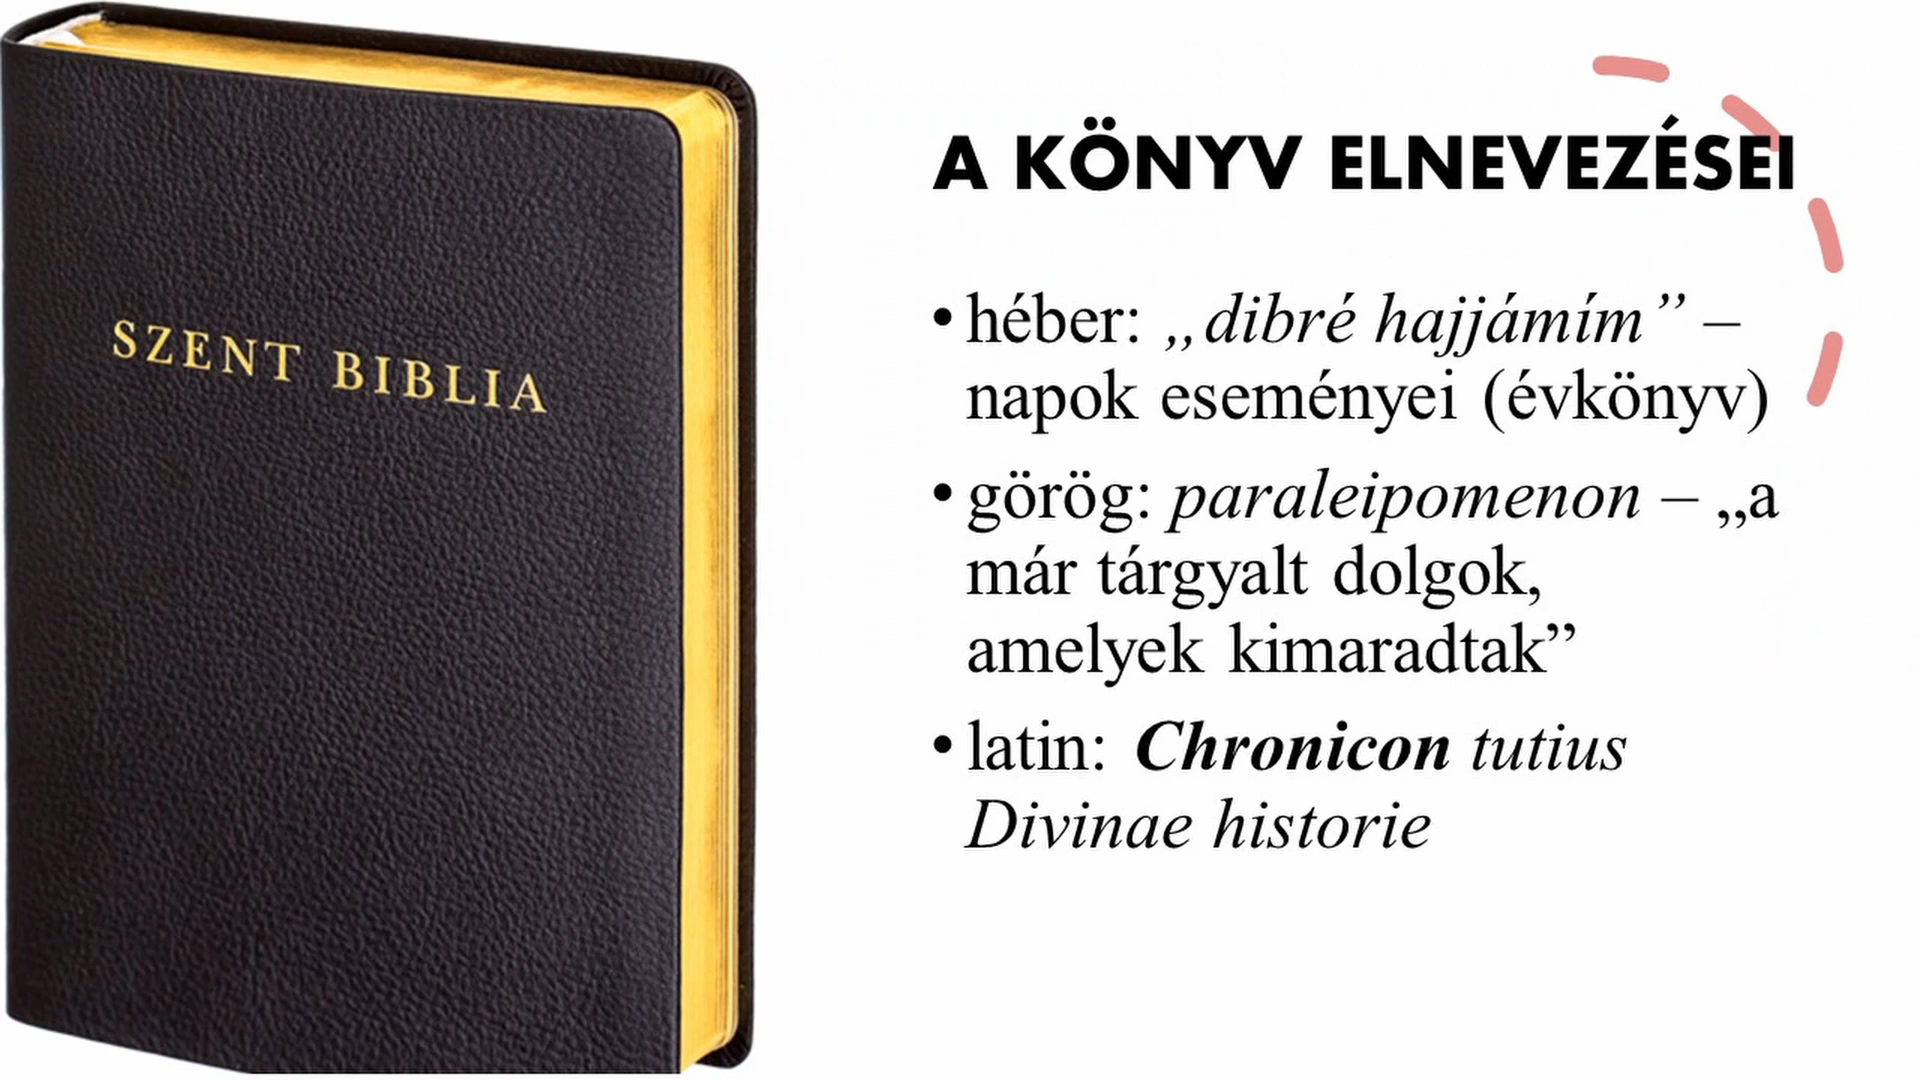 SZENT BIBLIA
A KÖNYV ELNEVEZÉSEI
• héber: „dibré hajjámím” –
napok eseményei (évkönyv)
• görög: paraleipomenon – „a
már tárgyalt dolgok,
amelyek kimaradtak”
• latin: Chronicon tutius
Divinae historie